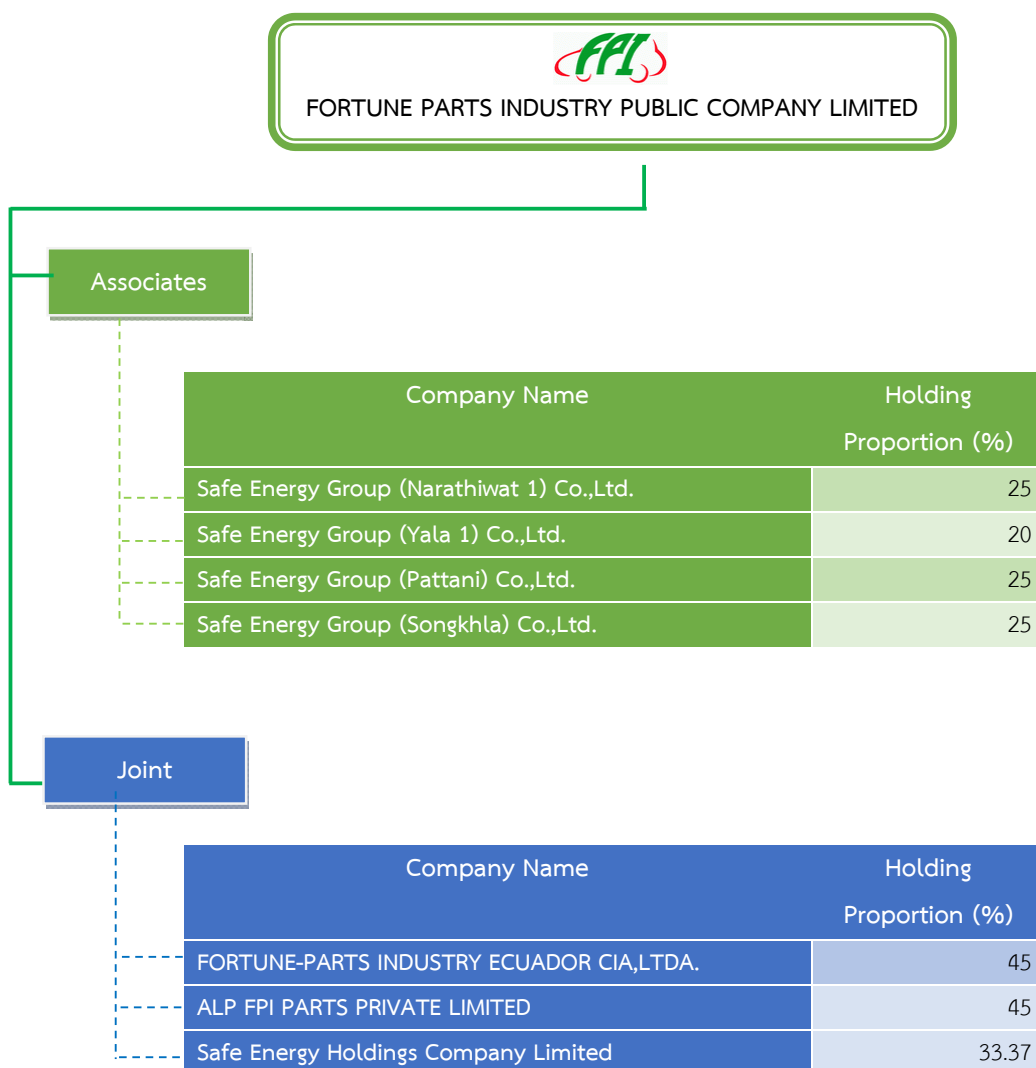 FPI
FORTUNE PARTS INDUSTRY PUBLIC COMPANY LIMITED
Associates
Company Name Holding
Proportion (%)
Safe Energy Group (Narathiwat 1) Co.,Ltd. 25
Safe Energy Group (Yala 1) Co.,Ltd. 20
Safe Energy Group (Pattani) Co.,Ltd. 25
Safe Energy Group (Songkhla) Co.,Ltd. 25
Joint
Company Name Holding
Proportion (%)
FORTUNE-PARTS INDUSTRY ECUADOR CIA,LTDA. 45
ALP FPI PARTS PRIVATE LIMITED 45
Safe Energy Holdings Company Limited 33.37